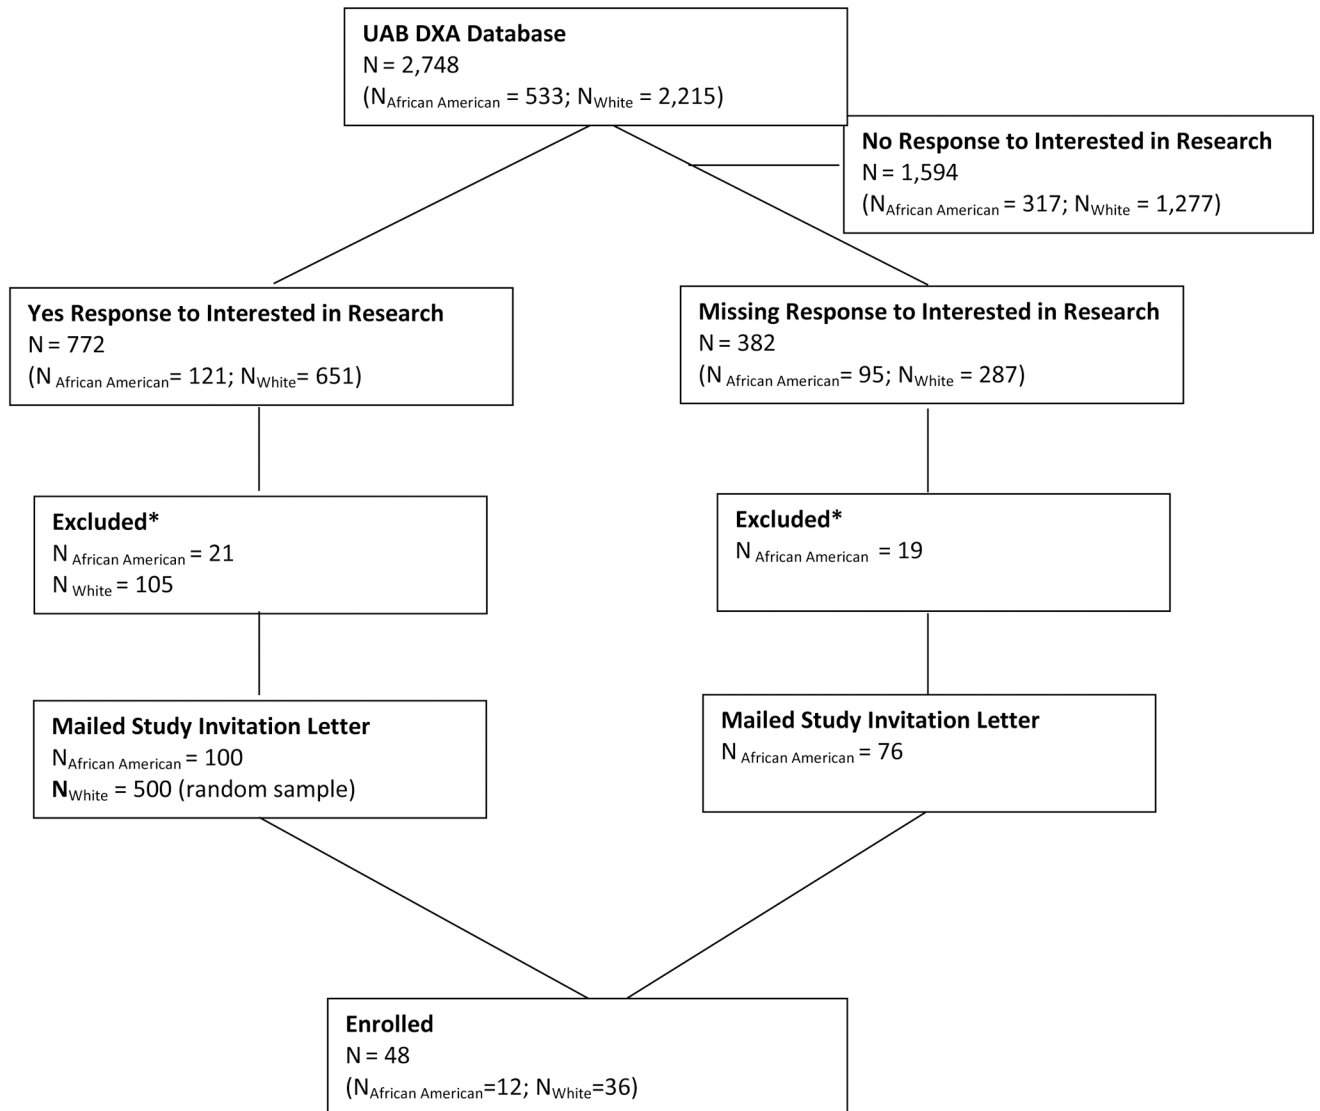 UAB DXA Database
N = 2,748
(NAfrican American = 533; NWhite = 2,215)
No Response to Interested in Research
N = 1,594
(NAfrican American = 317; NWhite = 1,277)
Yes Response to Interested in Research
N = 772
(N African American= 121; NWhite= 651)
Missing Response to Interested in Research
N = 382
(N African American= 95; NWhite = 287)
Excluded*
N African American = 21
N White = 105
Excluded*
N African American = 19
Mailed Study Invitation Letter
NAfrican American = 100
NWhite = 500 (random sample)
Mailed Study Invitation Letter
N African American = 76
Enrolled
N = 48
(NAfrican American=12; NWhite=36)